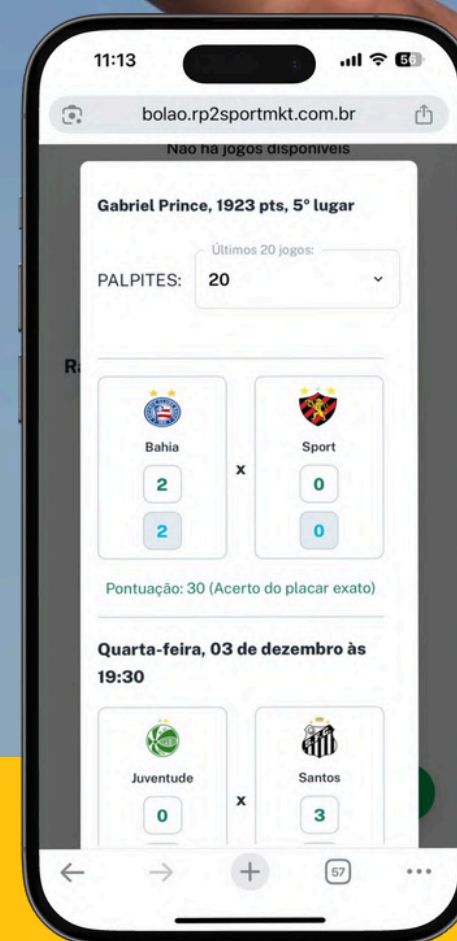 11:13
56
bolao.rp2sportmkt.com.br
Não há jogos disponíveis
Gabriel Prince, 1923 pts, 5º lugar
Últimos 20 jogos:
PALPITES: 20
Bahia x Sport
2 0
2 0
Pontuação: 30 (Acerto do placar exato)
Quarta-feira, 03 de dezembro às
19:30
Juventude x Santos
0 3
57